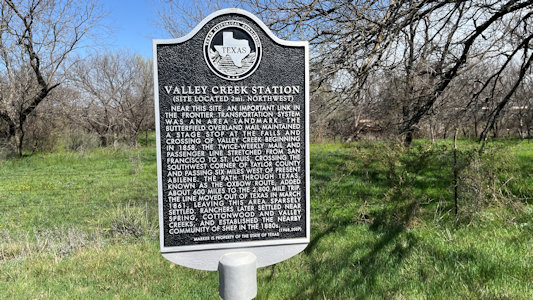 TEXAS
VALLEY CREEK STATION
(SITE LOCATED 2mi. NORTHWEST)
NEAR THIS SITE, AN IMPORTANT LINK IN
THE FRONTIER TRANSPORTATION SYSTEM
WAS AN AREA LANDMARK. THE
BUTTERFIELD OVERLAND MAIL MAINTAINED
A STAGE STOP AT THE FALLS AND
CROSSING OF VALLEY CREEK BEGINNING
IN 1858. THE TWICE-WEEKLY MAIL AND
PASSENGER LINE STRETCHED FROM SAN
FRANCISCO TO ST. LOUIS, CROSSING THE
SOUTHWEST CORNER OF TAYLOR COUNTY
AND PASSING SIX MILES WEST OF PRESENT
ABILENE. THE PATH THROUGH TEXAS,
KNOWN AS THE OXBOW ROUTE, ADDED
ABOUT 600 MILES TO THE 2,800 MILE TRIP.
THE LINE MOVED OUT OF TEXAS IN MARCH
1861, LEAVING THIS AREA SPARSELY
SETTLED. RANCHERS LATER SETTLED NEAR
SPRING, COTTONWOOD AND VALLEY
CREEKS, AND ESTABLISHED THE NEARBY
COMMUNITY OF SHEP IN THE 1880s.
MARKER IS PROPERTY OF THE STATE OF TEXAS